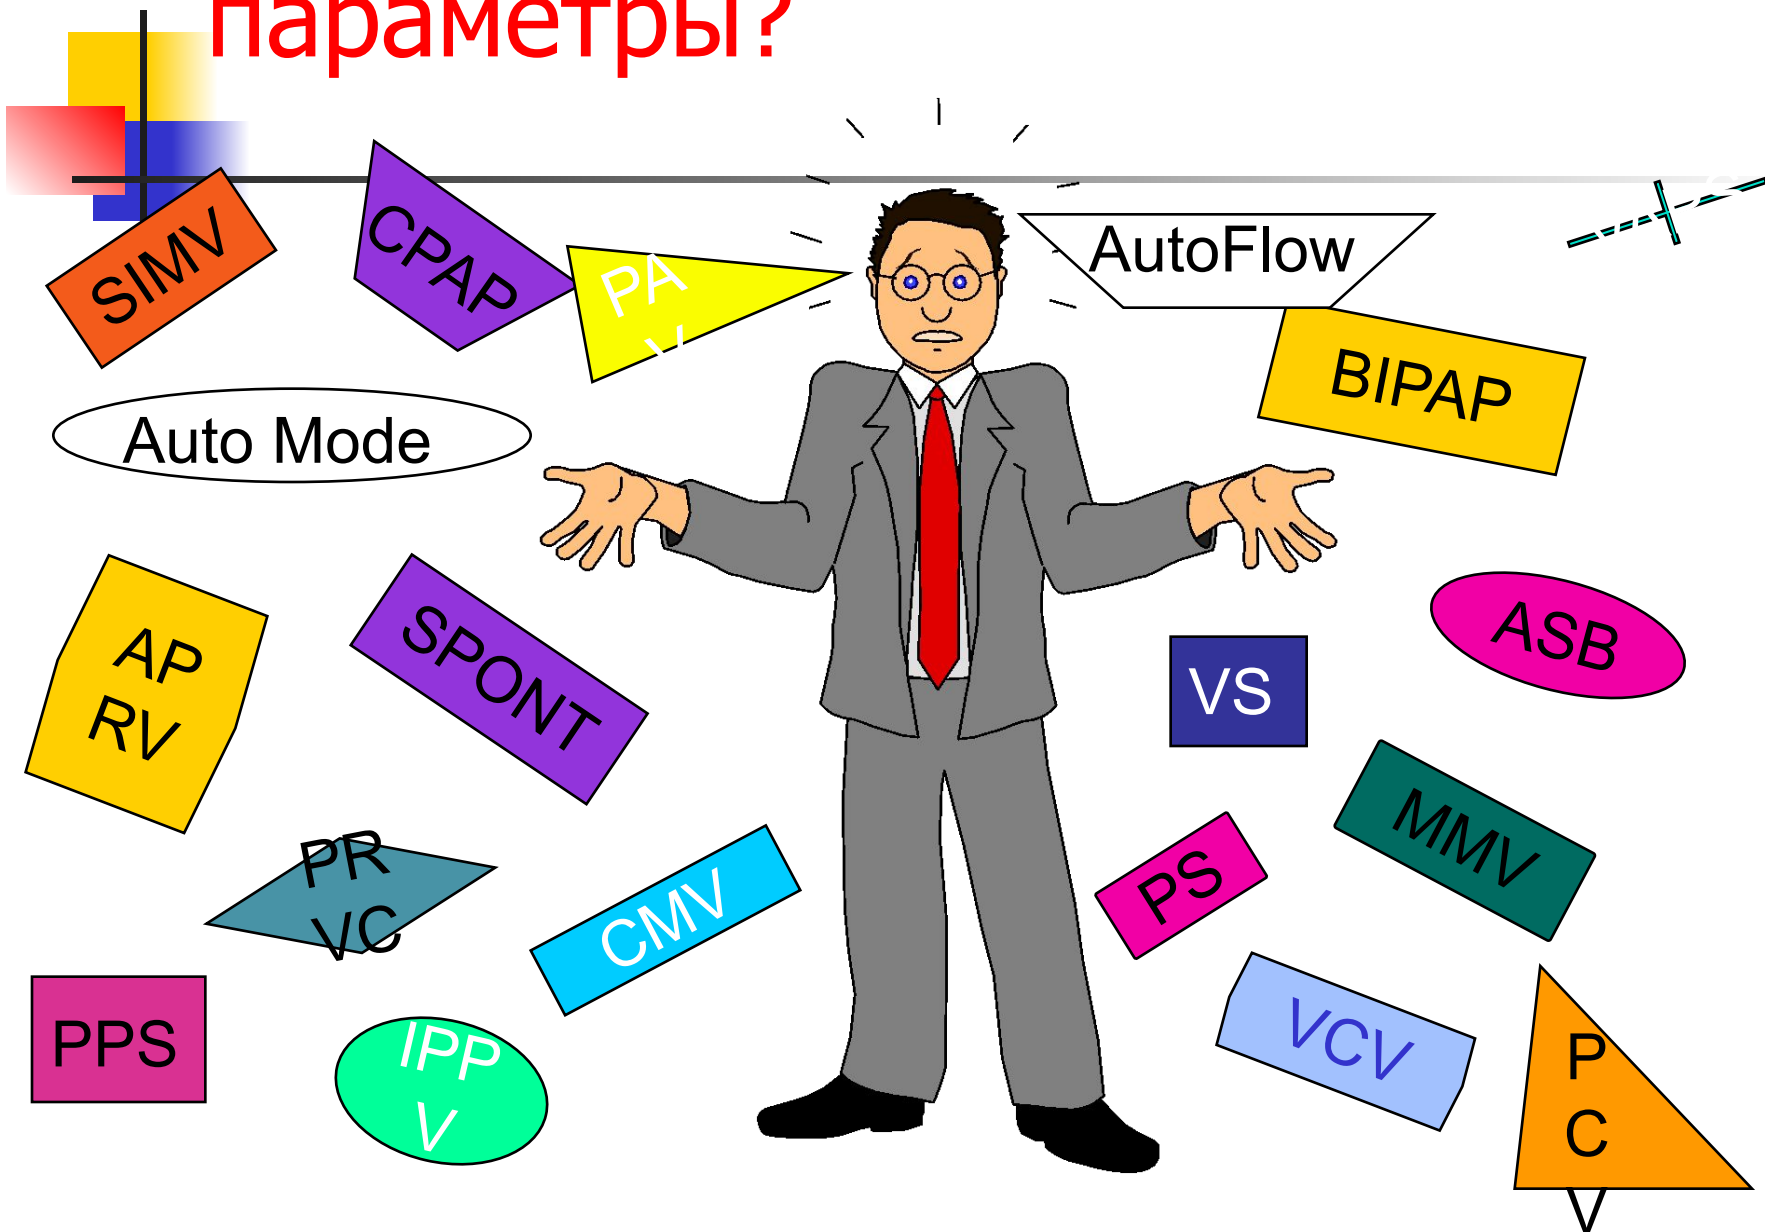 параметры?
SIMV
CPAP
PA
V
AutoFlow
BIPAP
Auto Mode
AP
RV
SPONT
VS
ASB
MMV
PR
VC
CMV
PS
PPS
IPP
V
VCV
P
C
V